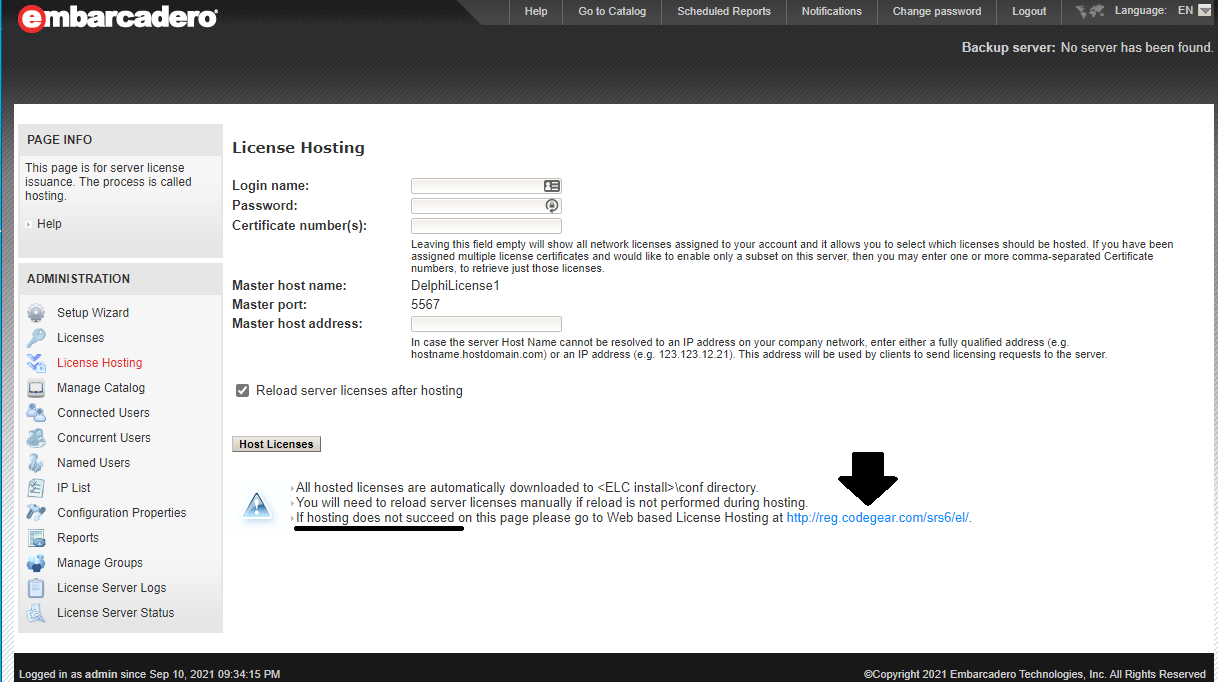 embarcadero
Help
Go to Catalog
Scheduled Reports
Notifications
Change password
Logout
Language: EN
Backup server: No server has been found.
PAGE INFO
This page is for server license
issuance. The process is called
hosting.
Help
ADMINISTRATION
Setup Wizard
Licenses
License Hosting
Manage Catalog
Connected Users
Concurrent Users
Named Users
IP List
Configuration Properties
Reports
Manage Groups
License Server Logs
License Server Status
License Hosting
Login name:
Password:
Certificate number(s):
Leaving this field empty will show all network licenses assigned to your account and it allows you to select which licenses should be hosted. If you have been
assigned multiple license certificates and would like to enable only a subset on this server, then you may enter one or more comma-separated Certificate
numbers, to retrieve just those licenses.
Master host name: DelphiLicense1
Master port: 5567
Master host address:
In case the server Host Name cannot be resolved to an IP address on your company network, enter either a fully qualified address (e.g.
hostname.hostdomain.com) or an IP address (e.g. 123.123.12.21). This address will be used by clients to send licensing requests to the server.
Reload server licenses after hosting
Host Licenses
All hosted licenses are automatically downloaded to <ELC install>\conf directory.
You will need to reload server licenses manually if reload is not performed during hosting.
If hosting does not succeed on this page please go to Web based License Hosting at http://reg.codegear.com/srs6/el/.
Logged in as admin since Sep 10, 2021 09:34:15 PM
©Copyright 2021 Embarcadero Technologies, Inc. All Rights Reserved